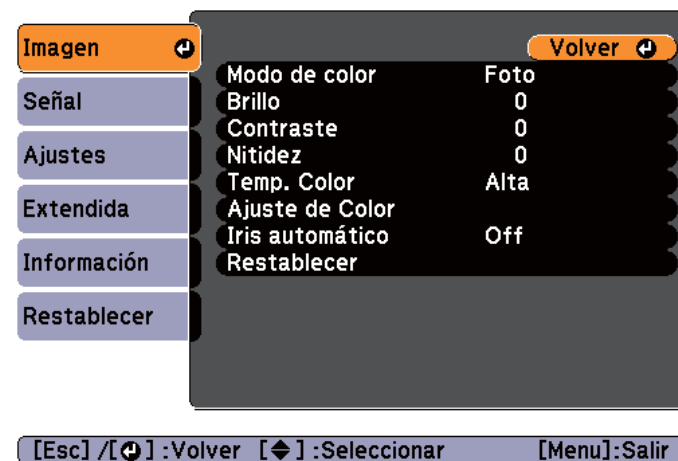 Imagen
Señal
Ajustes
Extendida
Información
Restablecer
Volver
Modo de color Foto
Brillo 0
Contraste 0
Nitidez 0
Temp. Color Alta
Ajuste de Color
Iris automático Off
Restablecer
[Esc] /[ ] :Volver [ ] :Seleccionar [Menu]:Salir